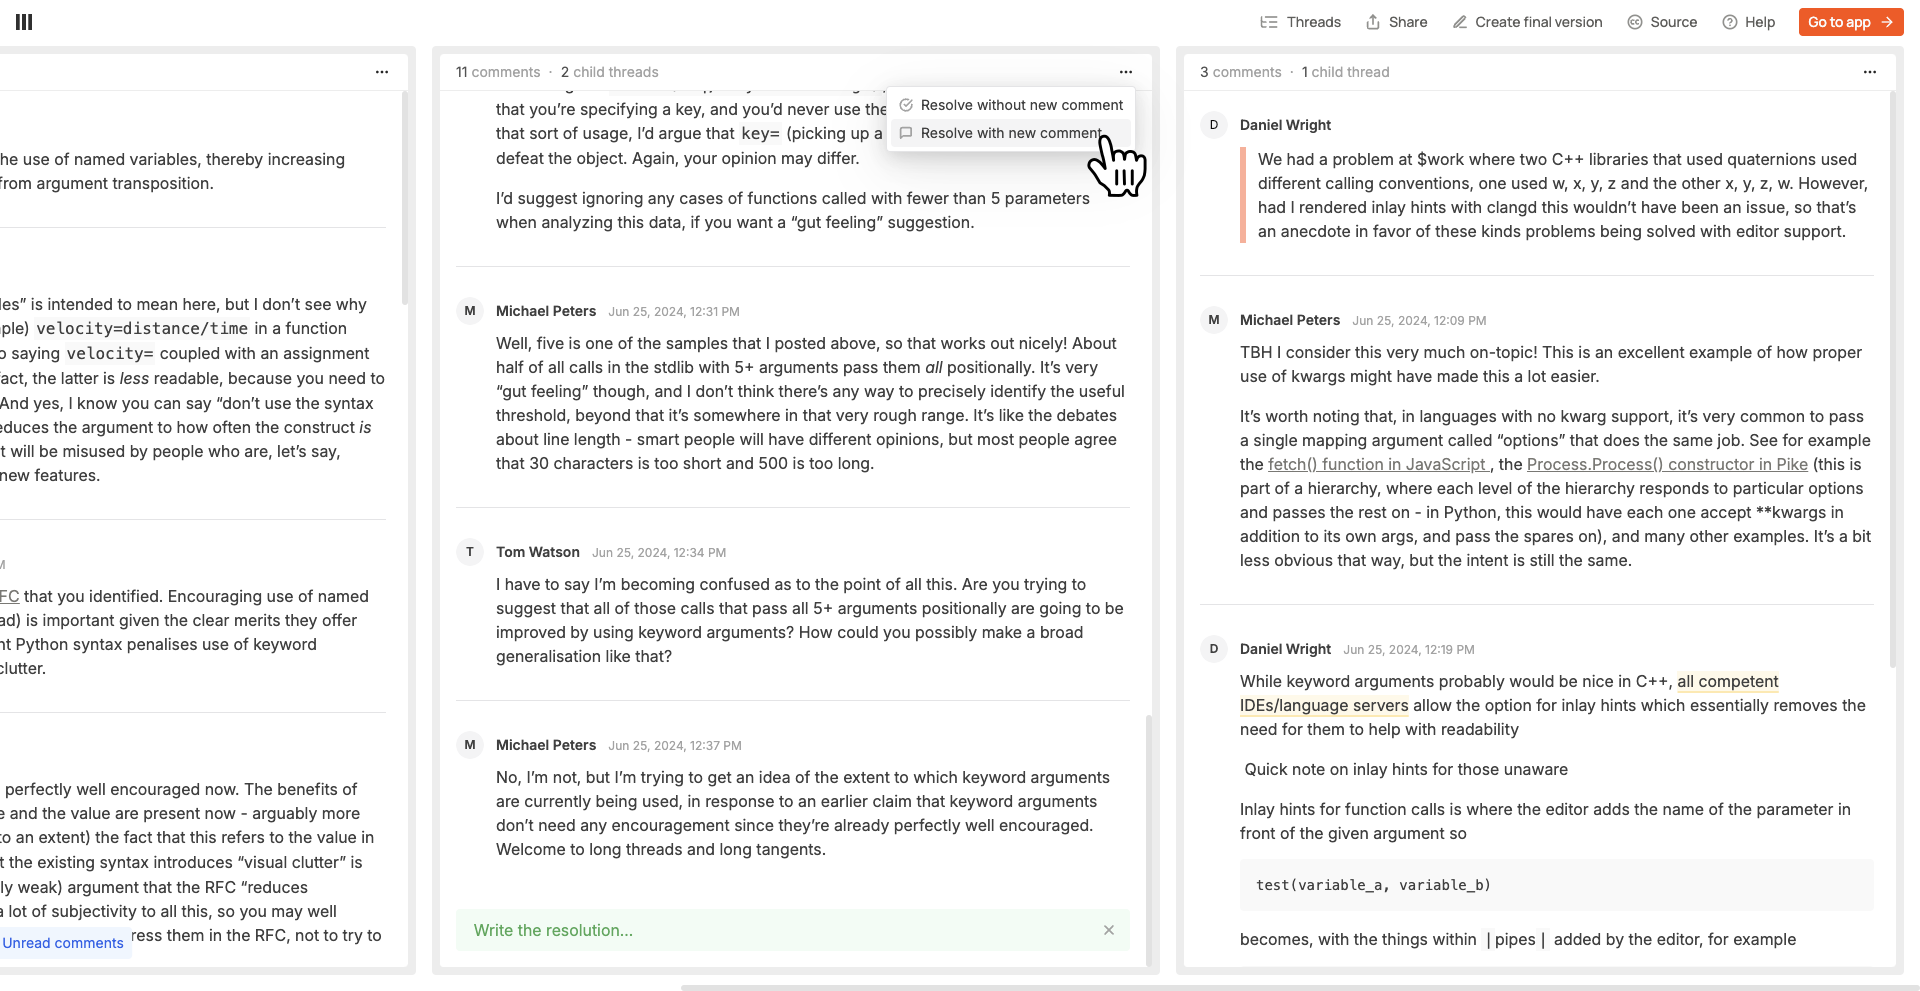 Threads
Share
Create final version
Source
Help
Go to app
he use of named variables, thereby increasing
from argument transposition.
les” is intended to mean here, but I don’t see why
ple) velocity=distance/time in a function
o saying velocity= coupled with an assignment
act, the latter is less readable, because you need to
And yes, I know you can say “don’t use the syntax
educes the argument to how often the construct is
t will be misused by people who are, let’s say,
new features.
M
FC that you identified. Encouraging use of named
ad) is important given the clear merits they offer
nt Python syntax penalises use of keyword
clutter.
perfectly well encouraged now. The benefits of
e and the value are present now - arguably more
to an extent) the fact that this refers to the value in
t the existing syntax introduces “visual clutter” is
ly weak) argument that the RFC “reduces
a lot of subjectivity to all this, so you may well
ress them in the RFC, not to try to
Unread comments
11 comments · 2 child threads
Resolve without new comment
Resolve with new comment
that you’re specifying a key, and you’d never use the
that sort of usage, I’d argue that key= (picking up a
defeat the object. Again, your opinion may differ.
I’d suggest ignoring any cases of functions called with fewer than 5 parameters
when analyzing this data, if you want a “gut feeling” suggestion.
M
Michael Peters Jun 25, 2024, 12:31 PM
Well, five is one of the samples that I posted above, so that works out nicely! About
half of all calls in the stdlib with 5+ arguments pass them all positionally. It’s very
“gut feeling” though, and I don’t think there’s any way to precisely identify the useful
threshold, beyond that it’s somewhere in that very rough range. It’s like the debates
about line length - smart people will have different opinions, but most people agree
that 30 characters is too short and 500 is too long.
T
Tom Watson Jun 25, 2024, 12:34 PM
I have to say I’m becoming confused as to the point of all this. Are you trying to
suggest that all of those calls that pass all 5+ arguments positionally are going to be
improved by using keyword arguments? How could you possibly make a broad
generalisation like that?
M
Michael Peters Jun 25, 2024, 12:37 PM
No, I’m not, but I’m trying to get an idea of the extent to which keyword arguments
are currently being used, in response to an earlier claim that keyword arguments
don’t need any encouragement since they’re already perfectly well encouraged.
Welcome to long threads and long tangents.
Write the resolution...
3 comments · 1 child thread
D
Daniel Wright
We had a problem at $work where two C++ libraries that used quaternions used
different calling conventions, one used w, x, y, z and the other x, y, z, w. However,
had I rendered inlay hints with clangd this wouldn’t have been an issue, so that’s
an anecdote in favor of these kinds problems being solved with editor support.
M
Michael Peters Jun 25, 2024, 12:09 PM
TBH I consider this very much on-topic! This is an excellent example of how proper
use of kwargs might have made this a lot easier.
It’s worth noting that, in languages with no kwarg support, it’s very common to pass
a single mapping argument called “options” that does the same job. See for example
the fetch() function in JavaScript , the Process.Process() constructor in Pike (this is
part of a hierarchy, where each level of the hierarchy responds to particular options
and passes the rest on - in Python, this would have each one accept **kwargs in
addition to its own args, and pass the spares on), and many other examples. It’s a bit
less obvious that way, but the intent is still the same.
D
Daniel Wright Jun 25, 2024, 12:19 PM
While keyword arguments probably would be nice in C++, all competent
IDEs/language servers allow the option for inlay hints which essentially removes the
need for them to help with readability
Quick note on inlay hints for those unaware
Inlay hints for function calls is where the editor adds the name of the parameter in
front of the given argument so
test(variable_a, variable_b)
becomes, with the things within |pipes| added by the editor, for example